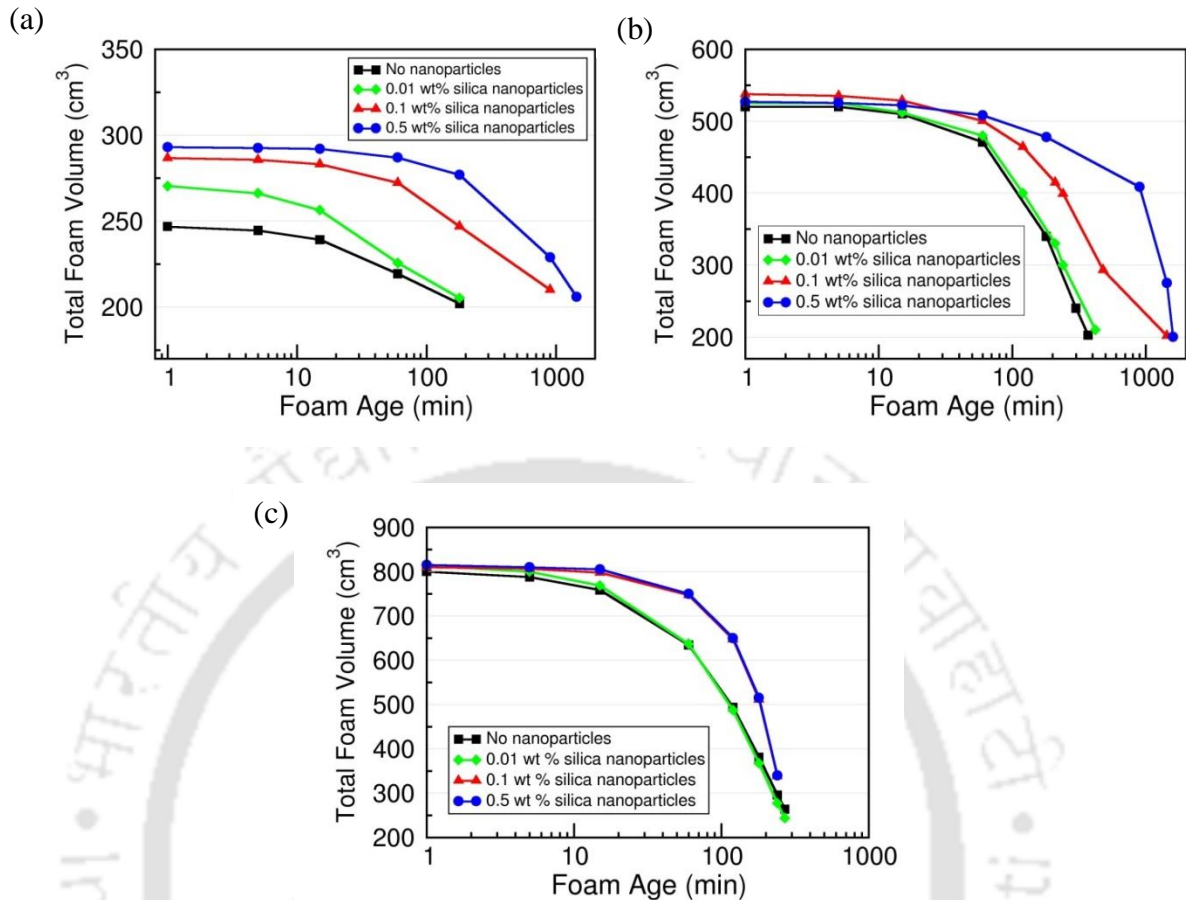 (a)
Total Foam Volume (cm³)
350
300
250
200
No nanoparticles
0.01 wt% silica nanoparticles
0.1 wt% silica nanoparticles
0.5 wt% silica nanoparticles
1 10 100 1000
Foam Age (min)
(b)
Total Foam Volume (cm³)
600
500
400
300
200
No nanoparticles
0.01 wt% silica nanoparticles
0.1 wt% silica nanoparticles
0.5 wt% silica nanoparticles
1 10 100 1000
Foam Age (min)
(c)
Total Foam Volume (cm³)
900
800
700
600
500
400
300
200
No nanoparticles
0.01 wt % silica nanoparticles
0.1 wt % silica nanoparticles
0.5 wt % silica nanoparticles
1 10 100 1000
Foam Age (min)
भारतीय